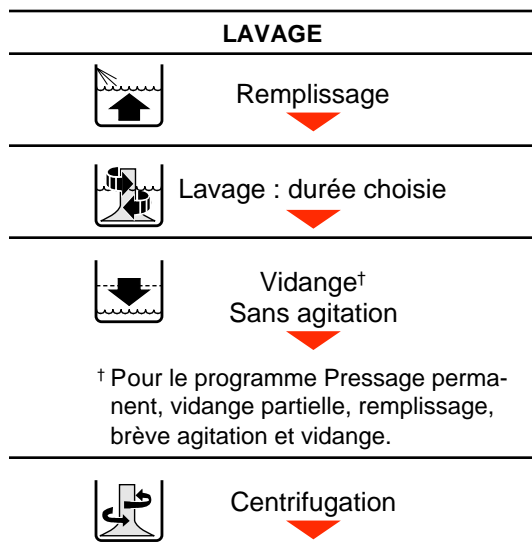 LAVAGE
Remplissage
Lavage : durée choisie
Vidange†
Sans agitation
† Pour le programme Pressage perma-
nent, vidange partielle, remplissage,
brève agitation et vidange.
Centrifugation